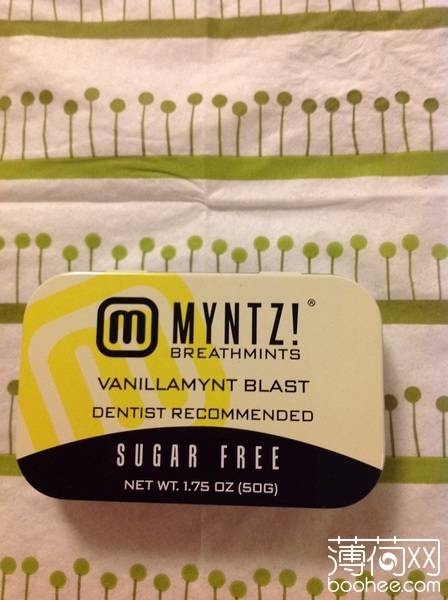 m MYNTZ!®
BREATHMINTS
VANILLAMYNT BLAST
DENTIST RECOMMENDED
SUGAR FREE
NET WT. 1.75 OZ (50G)
薄荷网
boohee.com